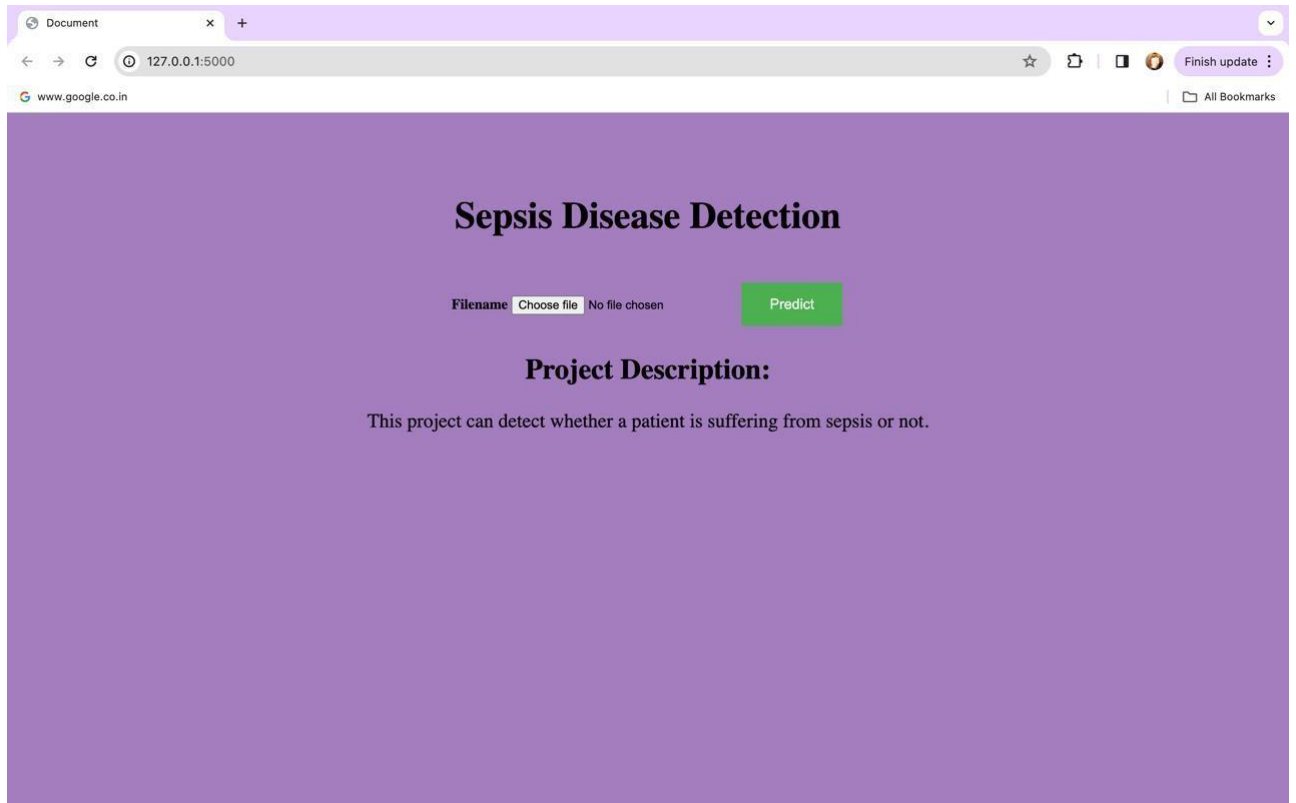 Document
127.0.0.1:5000
Finish update
www.google.co.in
All Bookmarks
Sepsis Disease Detection
Filename Choose file No file chosen Predict
Project Description:
This project can detect whether a patient is suffering from sepsis or not.